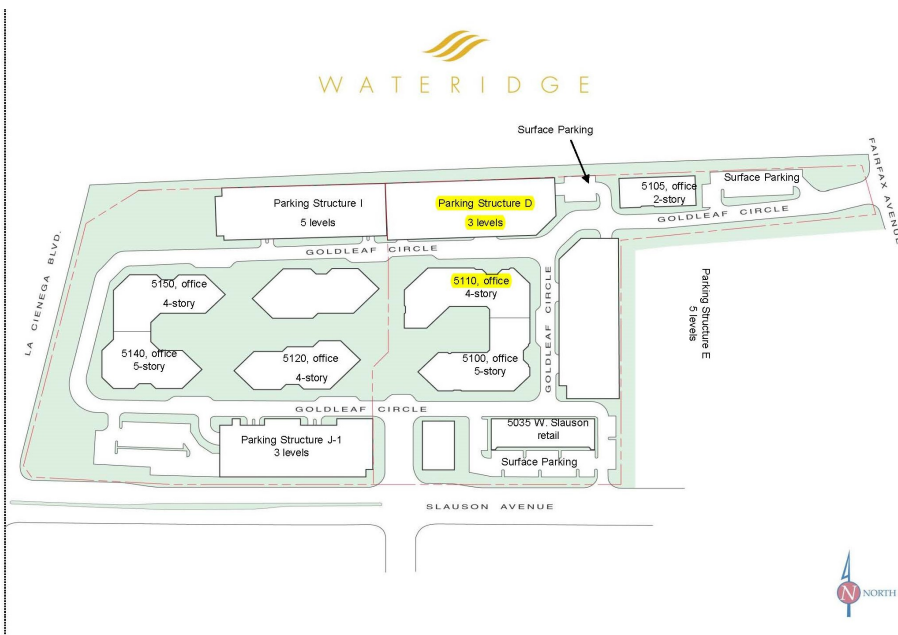 WATERIDGE
Surface Parking
FAIRFAX AVENUE
Surface Parking
5105, office
2-story
GOLDLEAF CIRCLE
Parking Structure I
5 levels
Parking Structure D
3 levels
GOLDLEAF CIRCLE
LA CIENEGA BLVD.
5150, office
4-story
5110, office
4-story
GOLDLEAF CIRCLE
Parking Structure E
5 levels
5140, office
5-story
5120, office
4-story
5100, office
5-story
GOLDLEAF CIRCLE
Parking Structure J-1
3 levels
5035 W. Slauson
retail
Surface Parking
SLAUSON AVENUE
N NORTH